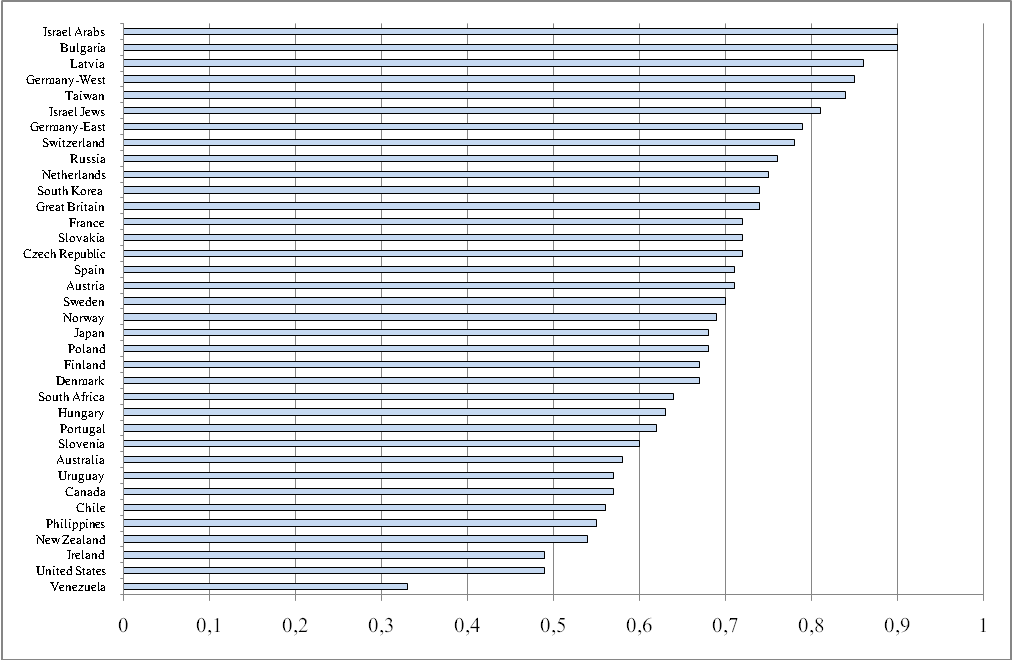 Israel Arabs
Bulgaria
Latvia
Germany-West
Taiwan
Israel Jews
Germany-East
Switzerland
Russia
Netherlands
South Korea
Great Britain
France
Slovakia
Czech Republic
Spain
Austria
Sweden
Norway
Japan
Poland
Finland
Denmark
South Africa
Hungary
Portugal
Slovenia
Australia
Uruguay
Canada
Chile
Philippines
New Zealand
Ireland
United States
Venezuela
0 0,1 0,2 0,3 0,4 0,5 0,6 0,7 0,8 0,9 1